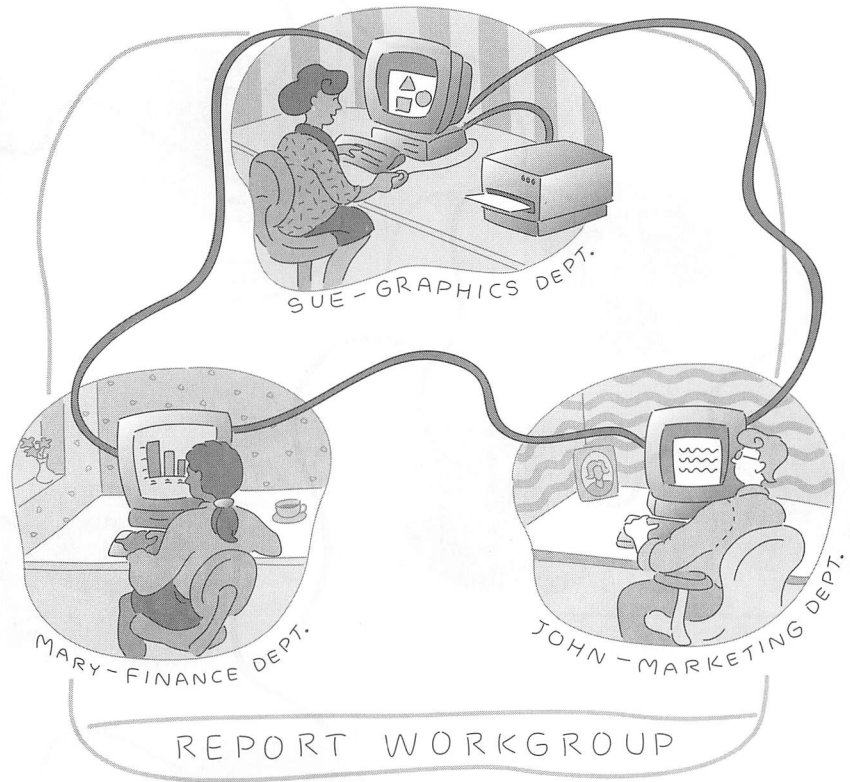 SUE – GRAPHICS DEPT.
MARY – FINANCE DEPT.
JOHN – MARKETING DEPT.
REPORT WORKGROUP